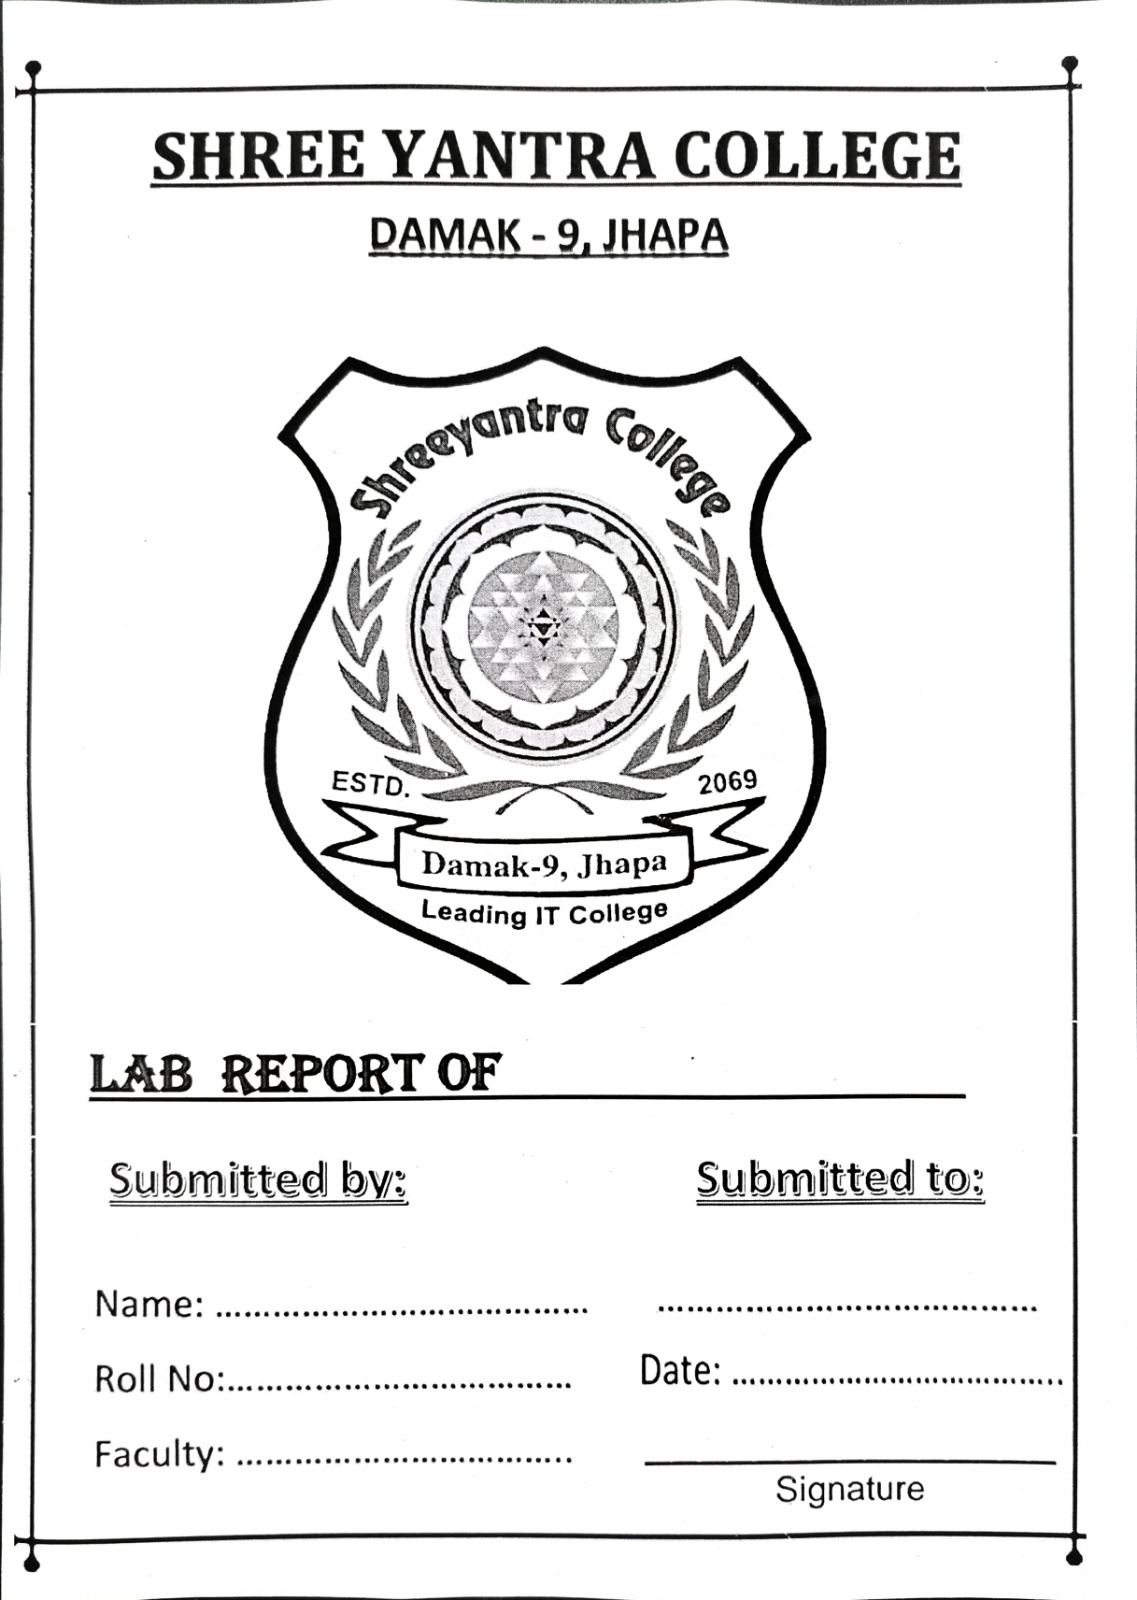 SHREE YANTRA COLLEGE
DAMAK - 9, JHAPA
Shreeyantra College
ESTD. 2069
Damak-9, Jhapa
Leading IT College
LAB REPORT OF
Submitted by: Submitted to:
Name: ...................................... ......................................
Roll No:.................................. Date: ......................................
Faculty: ..................................
Signature